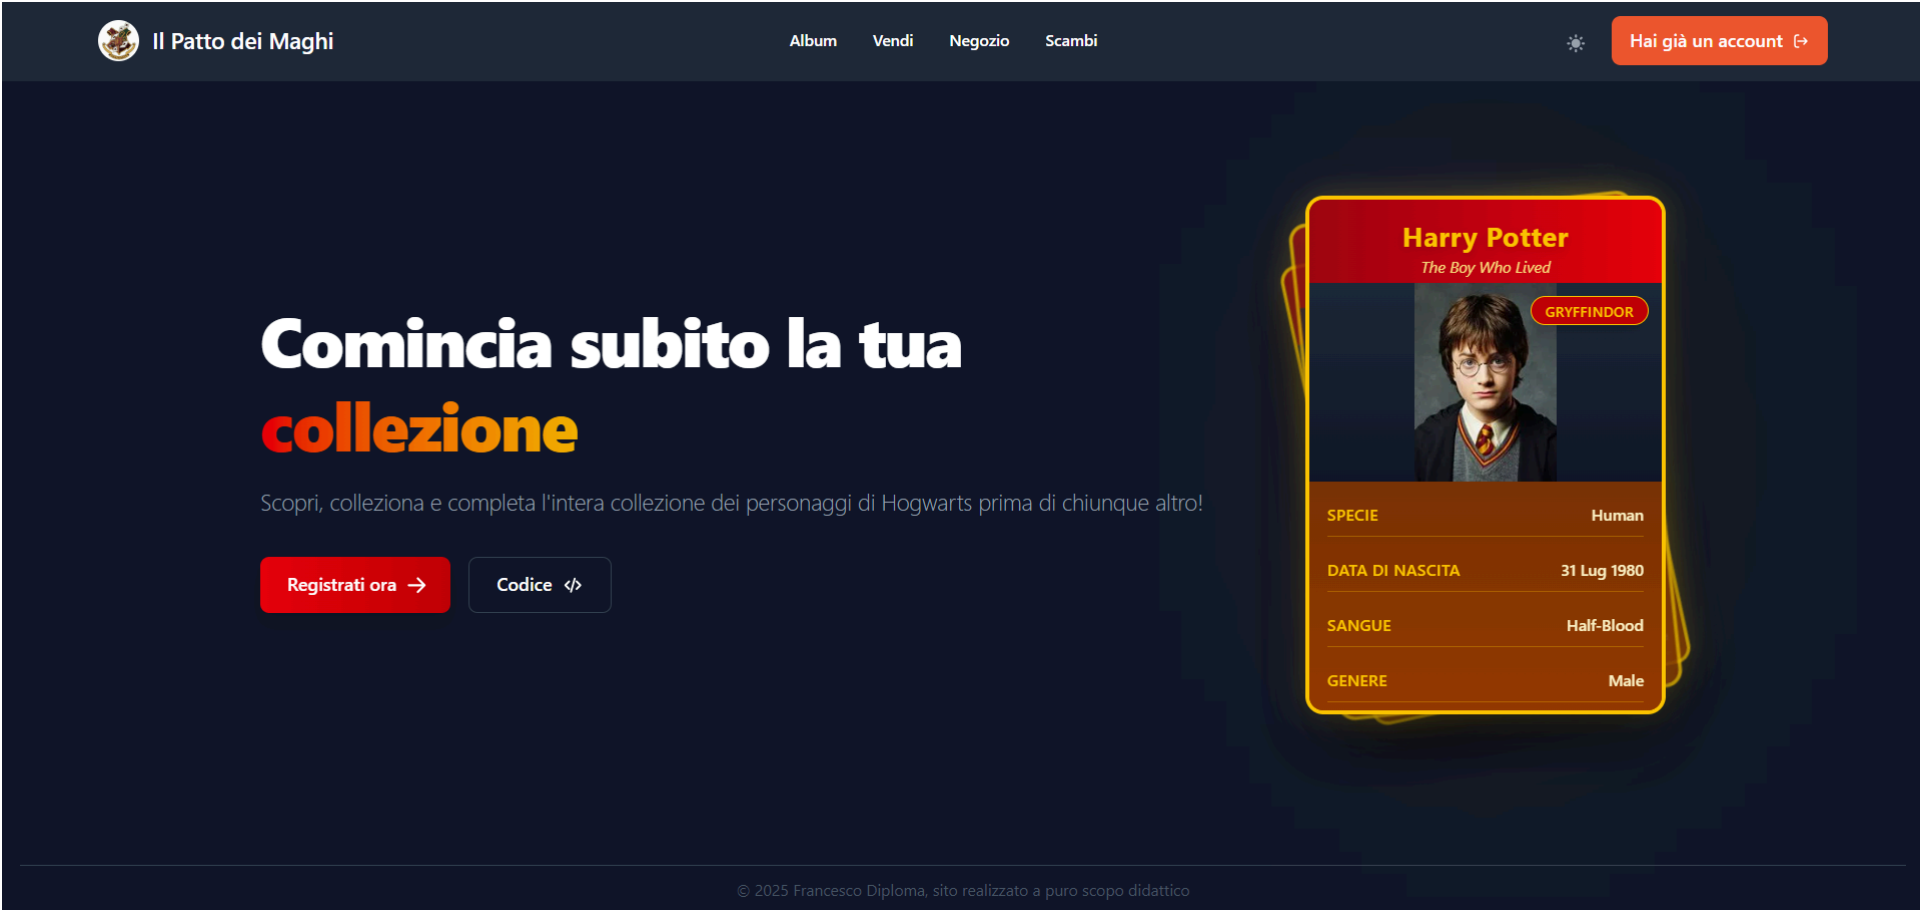 Il Patto dei Maghi
Album Vendi Negozio Scambi
Hai già un account
Comincia subito la tua
collezione
Scopri, colleziona e completa l'intera collezione dei personaggi di Hogwarts prima di chiunque altro!
Registrati ora
Codice
Harry Potter
The Boy Who Lived
GRYFFINDOR
SPECIE Human
DATA DI NASCITA 31 Lug 1980
SANGUE Half-Blood
GENERE Male
© 2025 Francesco Diploma, sito realizzato a puro scopo didattico